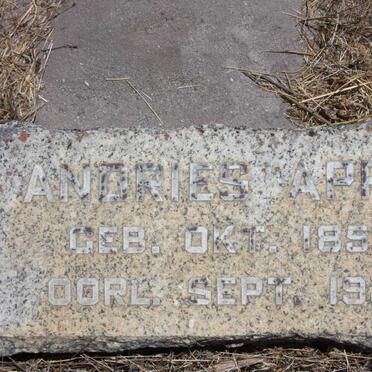 ANDRIES
GEB. OKT. 185
OORL. SEPT. 19